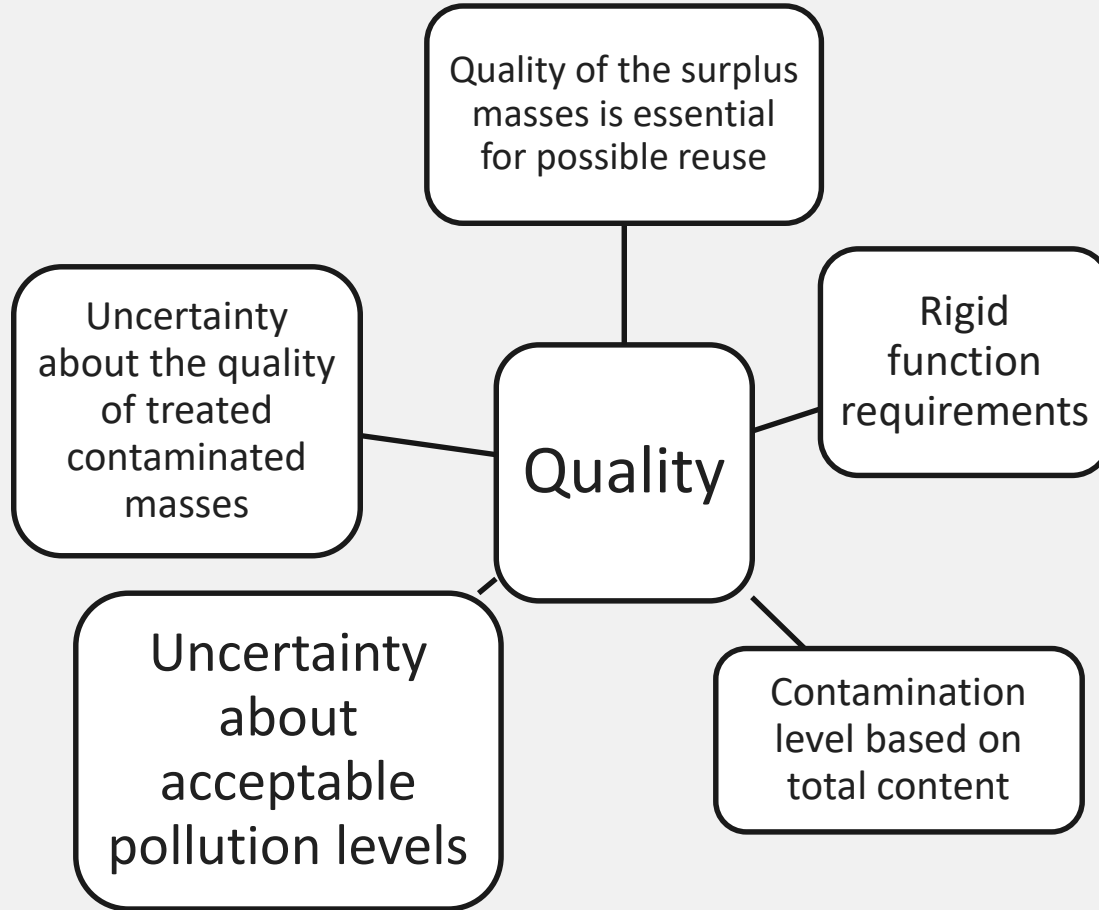 Quality of the surplus
masses is essential
for possible reuse
Rigid
function
requirements
Uncertainty
about the quality
of treated
contaminated
masses
Quality
Uncertainty
about
acceptable
pollution levels
Contamination
level based on
total content